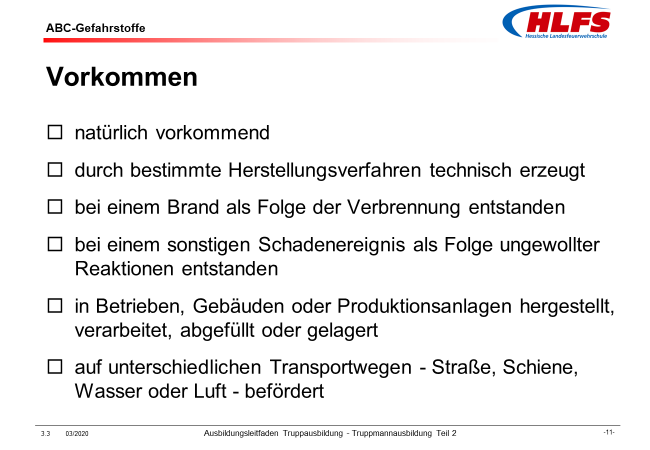 ABC-Gefahrstoffe
HLFS
Hessische Landesfeuerwehrschule
Vorkommen
natürlich vorkommend
durch bestimmte Herstellungsverfahren technisch erzeugt
bei einem Brand als Folge der Verbrennung entstanden
bei einem sonstigen Schadenereignis als Folge ungewollter
Reaktionen entstanden
in Betrieben, Gebäuden oder Produktionsanlagen hergestellt,
verarbeitet, abgefüllt oder gelagert
auf unterschiedlichen Transportwegen - Straße, Schiene,
Wasser oder Luft - befördert
3.3 03/2020 Ausbildungsleitfaden Truppausbildung - Truppmannausbildung Teil 2 -11-